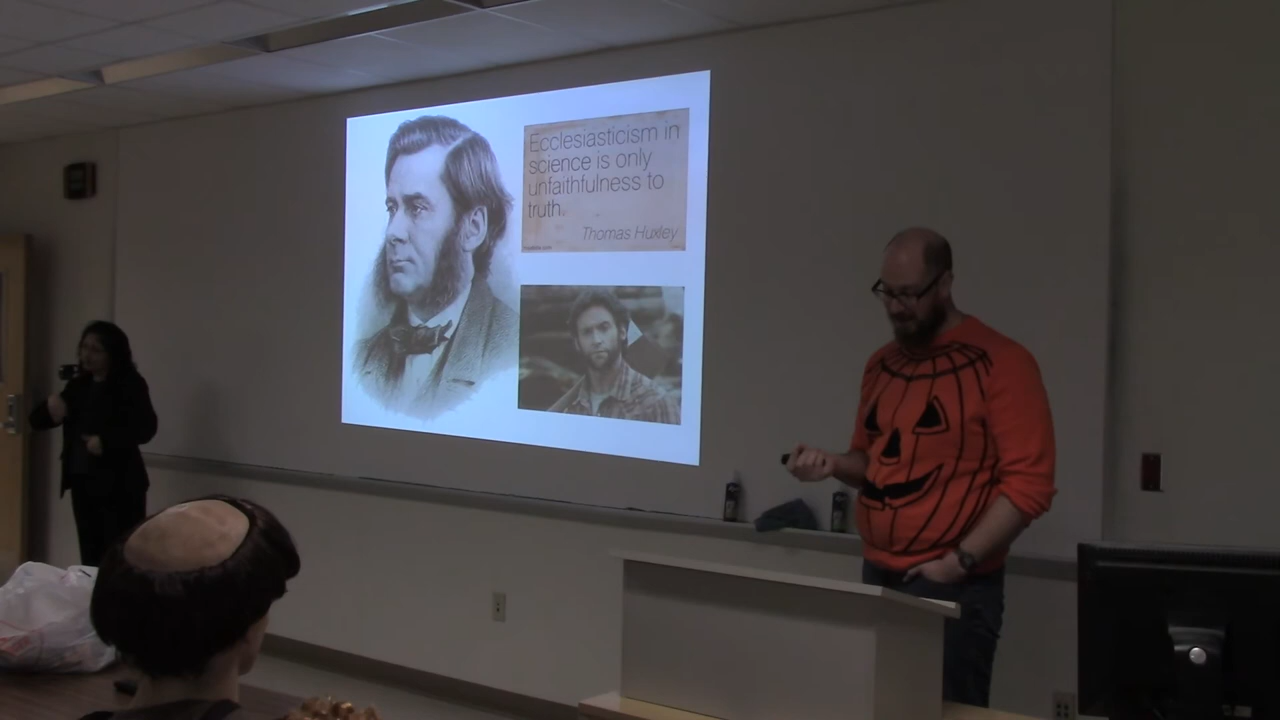 Ecclesiasticism in
science is only
unfaithfulness to
truth.
Thomas Huxley